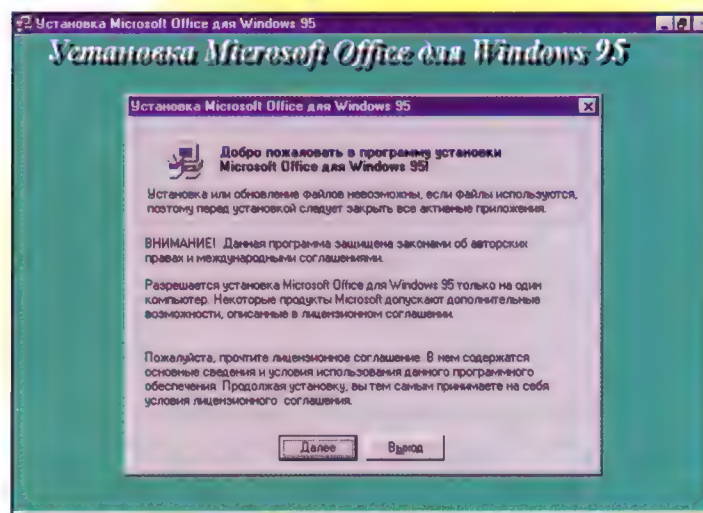 Установка Microsoft Office для Windows 95
Установка Microsoft Office для Windows 95
Установка Microsoft Office для Windows 95
Добро пожаловать в программу установки
Microsoft Office для Windows 95!
Установка или обновление файлов невозможны, если файлы используются,
поэтому перед установкой следует закрыть все активные приложения.
ВНИМАНИЕ! Данная программа защищена законами об авторских
правах и международными соглашениями.
Разрешается установка Microsoft Office для Windows 95 только на один
компьютер. Некоторые продукты Microsoft допускают дополнительные
возможности, описанные в лицензионном соглашении.
Пожалуйста, прочтите лицензионное соглашение. В нем содержатся
основные сведения и условия использования данного программного
обеспечения. Продолжая установку, вы тем самым принимаете на себя
условия лицензионного соглашения.
Далее Выход